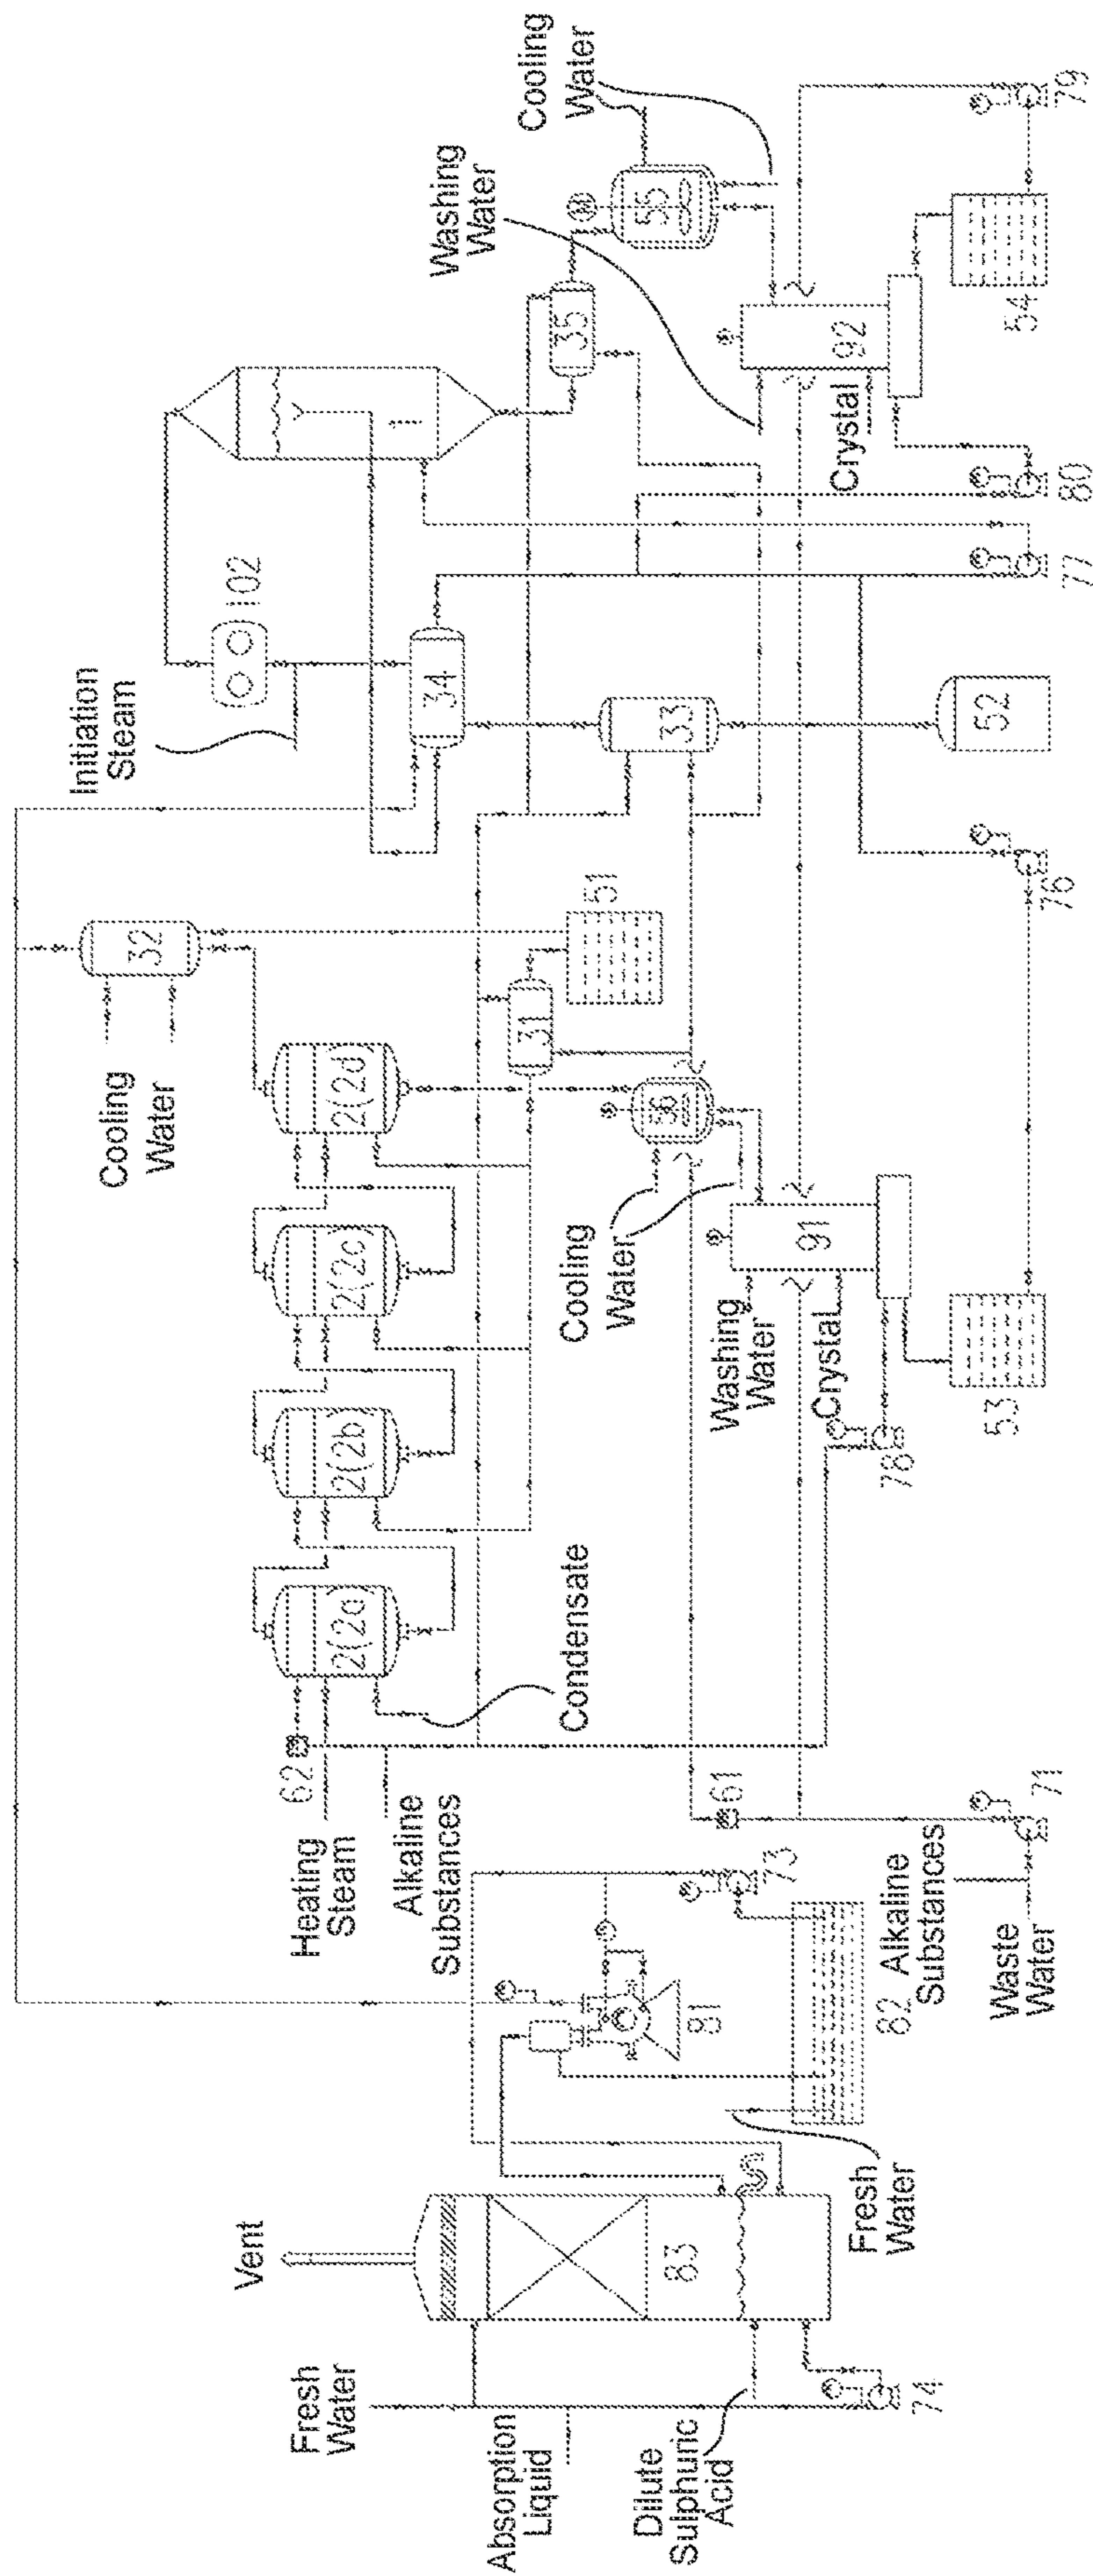 Vent
Fresh
Water
Absorption
Liquid
Dilute
Sulphuric
Acid
74
83
Fresh
Water
82
81
73
Heating
Steam
62
Alkaline
Substances
Alkaline
Substances
Waste
Water
71
61
Condensate
2(2a)
2(2b)
2(2c)
2(2d)
Cooling
Water
32
31
51
56
Cooling
Water
Washing
Water
Crystal
91
78
53
Initiation
Steam
102
34
33
52
76
77
80
1
35
Washing
Water
Cooling
Water
55
92
Crystal
54
79